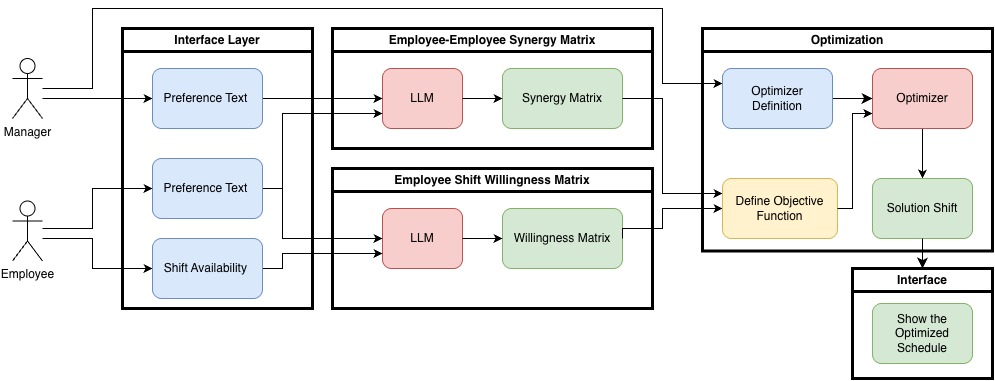 Interface Layer
Employee-Employee Synergy Matrix
Optimization
Manager
Preference Text
LLM
Synergy Matrix
Optimizer
Definition
Optimizer
Employee
Preference Text
Shift Availability
Employee Shift Willingness Matrix
LLM
Willingness Matrix
Define Objective
Function
Solution Shift
Interface
Show the
Optimized
Schedule